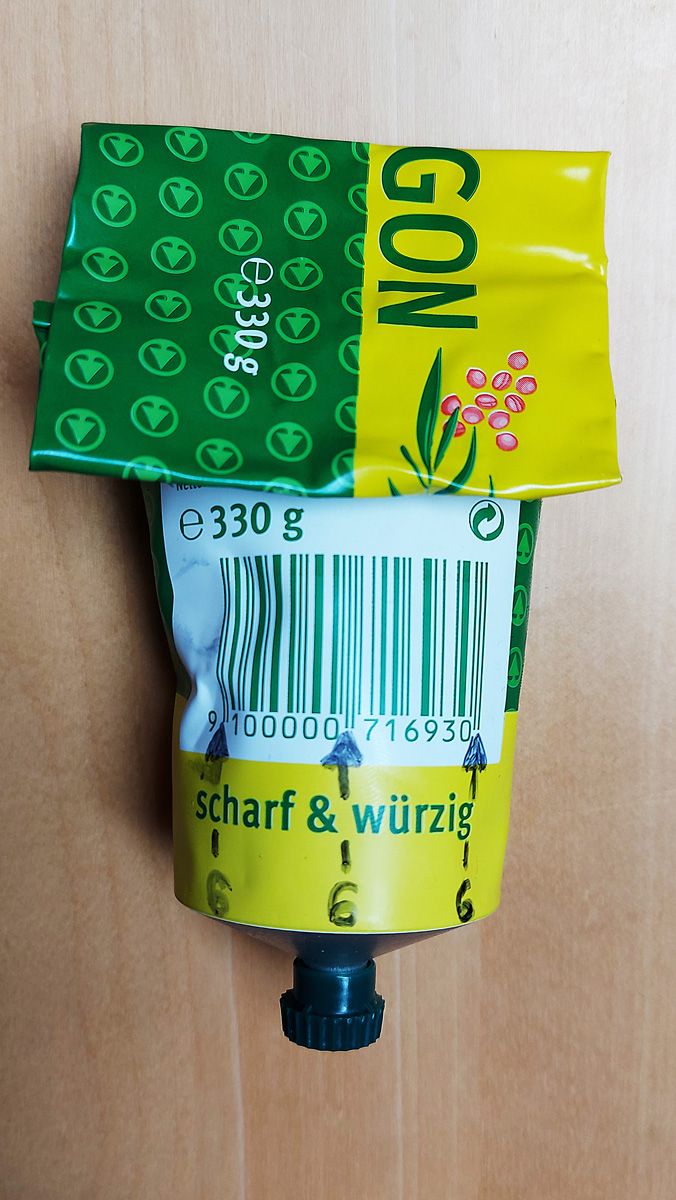 GON
℮330g
℮ 330 g
9 100000 716930
scharf & würzig
6 6 6